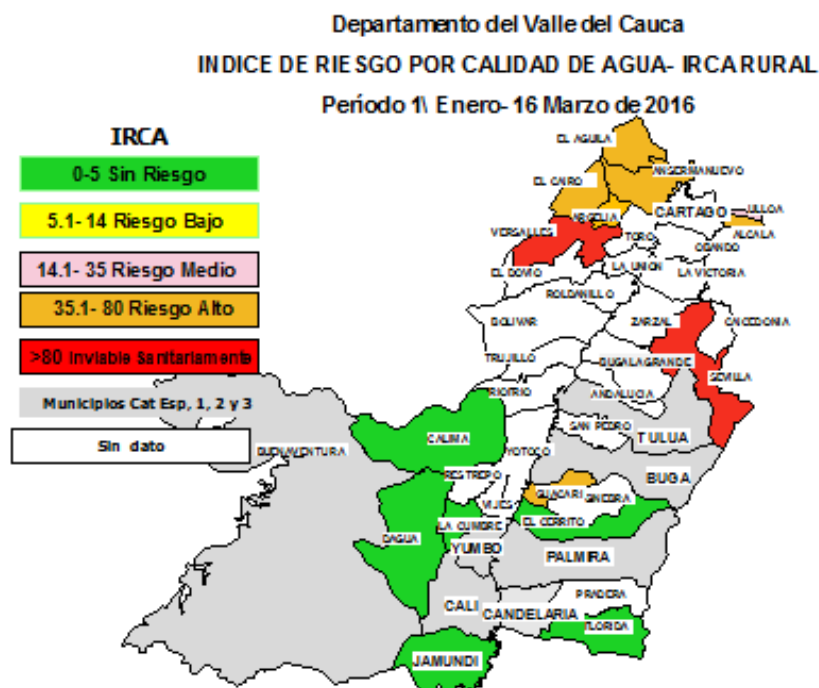 Departamento del Valle del Cauca
INDICE DE RIESGO POR CALIDAD DE AGUA- IRCA RURAL
Período 1\ Enero- 16 Marzo de 2016
IRCA
0-5 Sin Riesgo
5.1- 14 Riesgo Bajo
14.1- 35 Riesgo Medio
35.1- 80 Riesgo Alto
>80 Inviable Sanitariamente
Municipios Cat Esp, 1, 2 y 3
Sin dato
EL AGUILA
ANSERMANUEVO
EL CAIRO
CARTAGO
ULLOA
ARGELIA
ALCALA
VERSALLES
TORO
OBANDO
EL DOVIO
LA UNION
LA VICTORIA
ROLDANILLO
BOLIVAR
ZARZAL
CAICEDONIA
TRUJILLO
BUGALAGRANDE
SEVILLA
RIOFRIO
ANDALUCIA
SAN PEDRO
TULUA
CALIMA
BUENAVENTURA
YOTOCO
RESTREPO
BUGA
GUACARI
GINEBRA
VIJES
LA CUMBRE
EL CERRITO
DAGUA
YUMBO
PALMIRA
PRADERA
CALI
CANDELARIA
FLORIDA
JAMUNDI